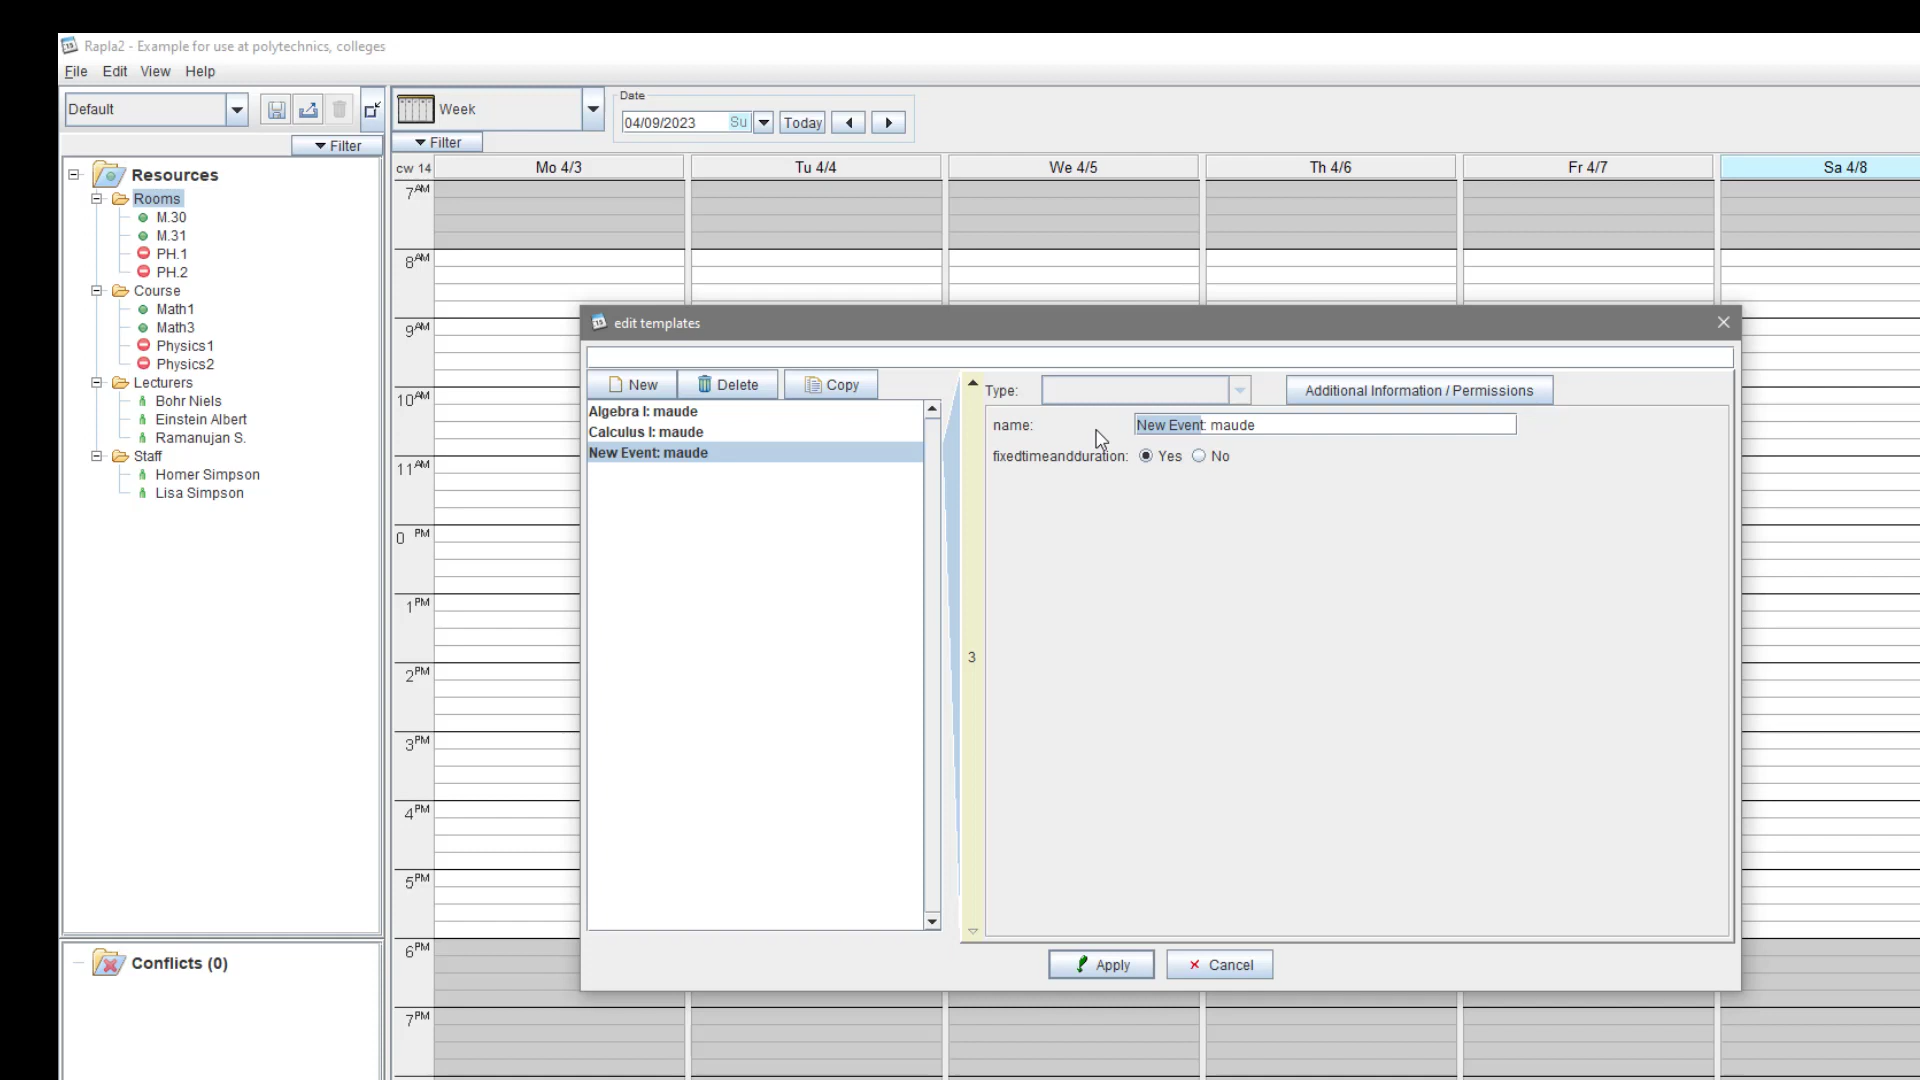 Rapla2 - Example for use at polytechnics, colleges
File Edit View Help
Default
Week
Date
04/09/2023 Su
Today
Filter
Filter
cw 14
Mo 4/3
Tu 4/4
We 4/5
Th 4/6
Fr 4/7
Sa 4/8
Resources
Rooms
M.30
M.31
PH.1
PH.2
Course
Math1
Math3
Physics1
Physics2
Lecturers
Bohr Niels
Einstein Albert
Ramanujan S.
Staff
Homer Simpson
Lisa Simpson
Conflicts (0)
7AM
8AM
9AM
10AM
11AM
0 PM
1PM
2PM
3PM
4PM
5PM
6PM
7PM
edit templates
New
Delete
Copy
Algebra I: maude
Calculus I: maude
New Event: maude
3
Type:
Additional Information / Permissions
name:
New Event: maude
fixedtimeandduration:
Yes
No
Apply
Cancel